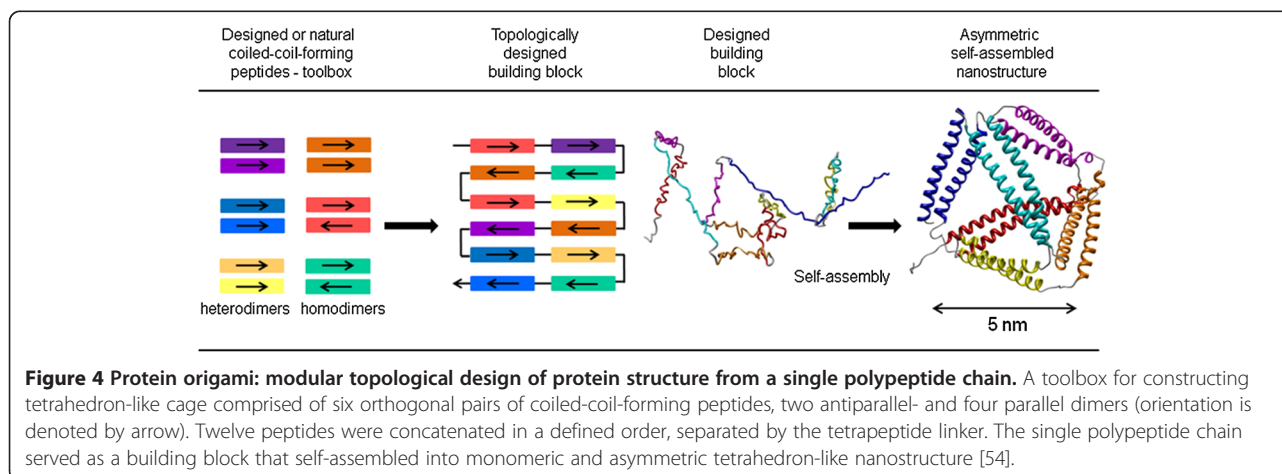 Designed or natural
coiled-coil-forming
peptides - toolbox
Topologically
designed
building block
Designed
building
block
Asymmetric
self-assembled
nanostructure
heterodimers
homodimers
Self-assembly
5 nm
Figure 4 Protein origami: modular topological design of protein structure from a single polypeptide chain. A toolbox for constructing
tetrahedron-like cage comprised of six orthogonal pairs of coiled-coil-forming peptides, two antiparallel- and four parallel dimers (orientation is
denoted by arrow). Twelve peptides were concatenated in a defined order, separated by the tetrapeptide linker. The single polypeptide chain
served as a building block that self-assembled into monomeric and asymmetric tetrahedron-like nanostructure [54].